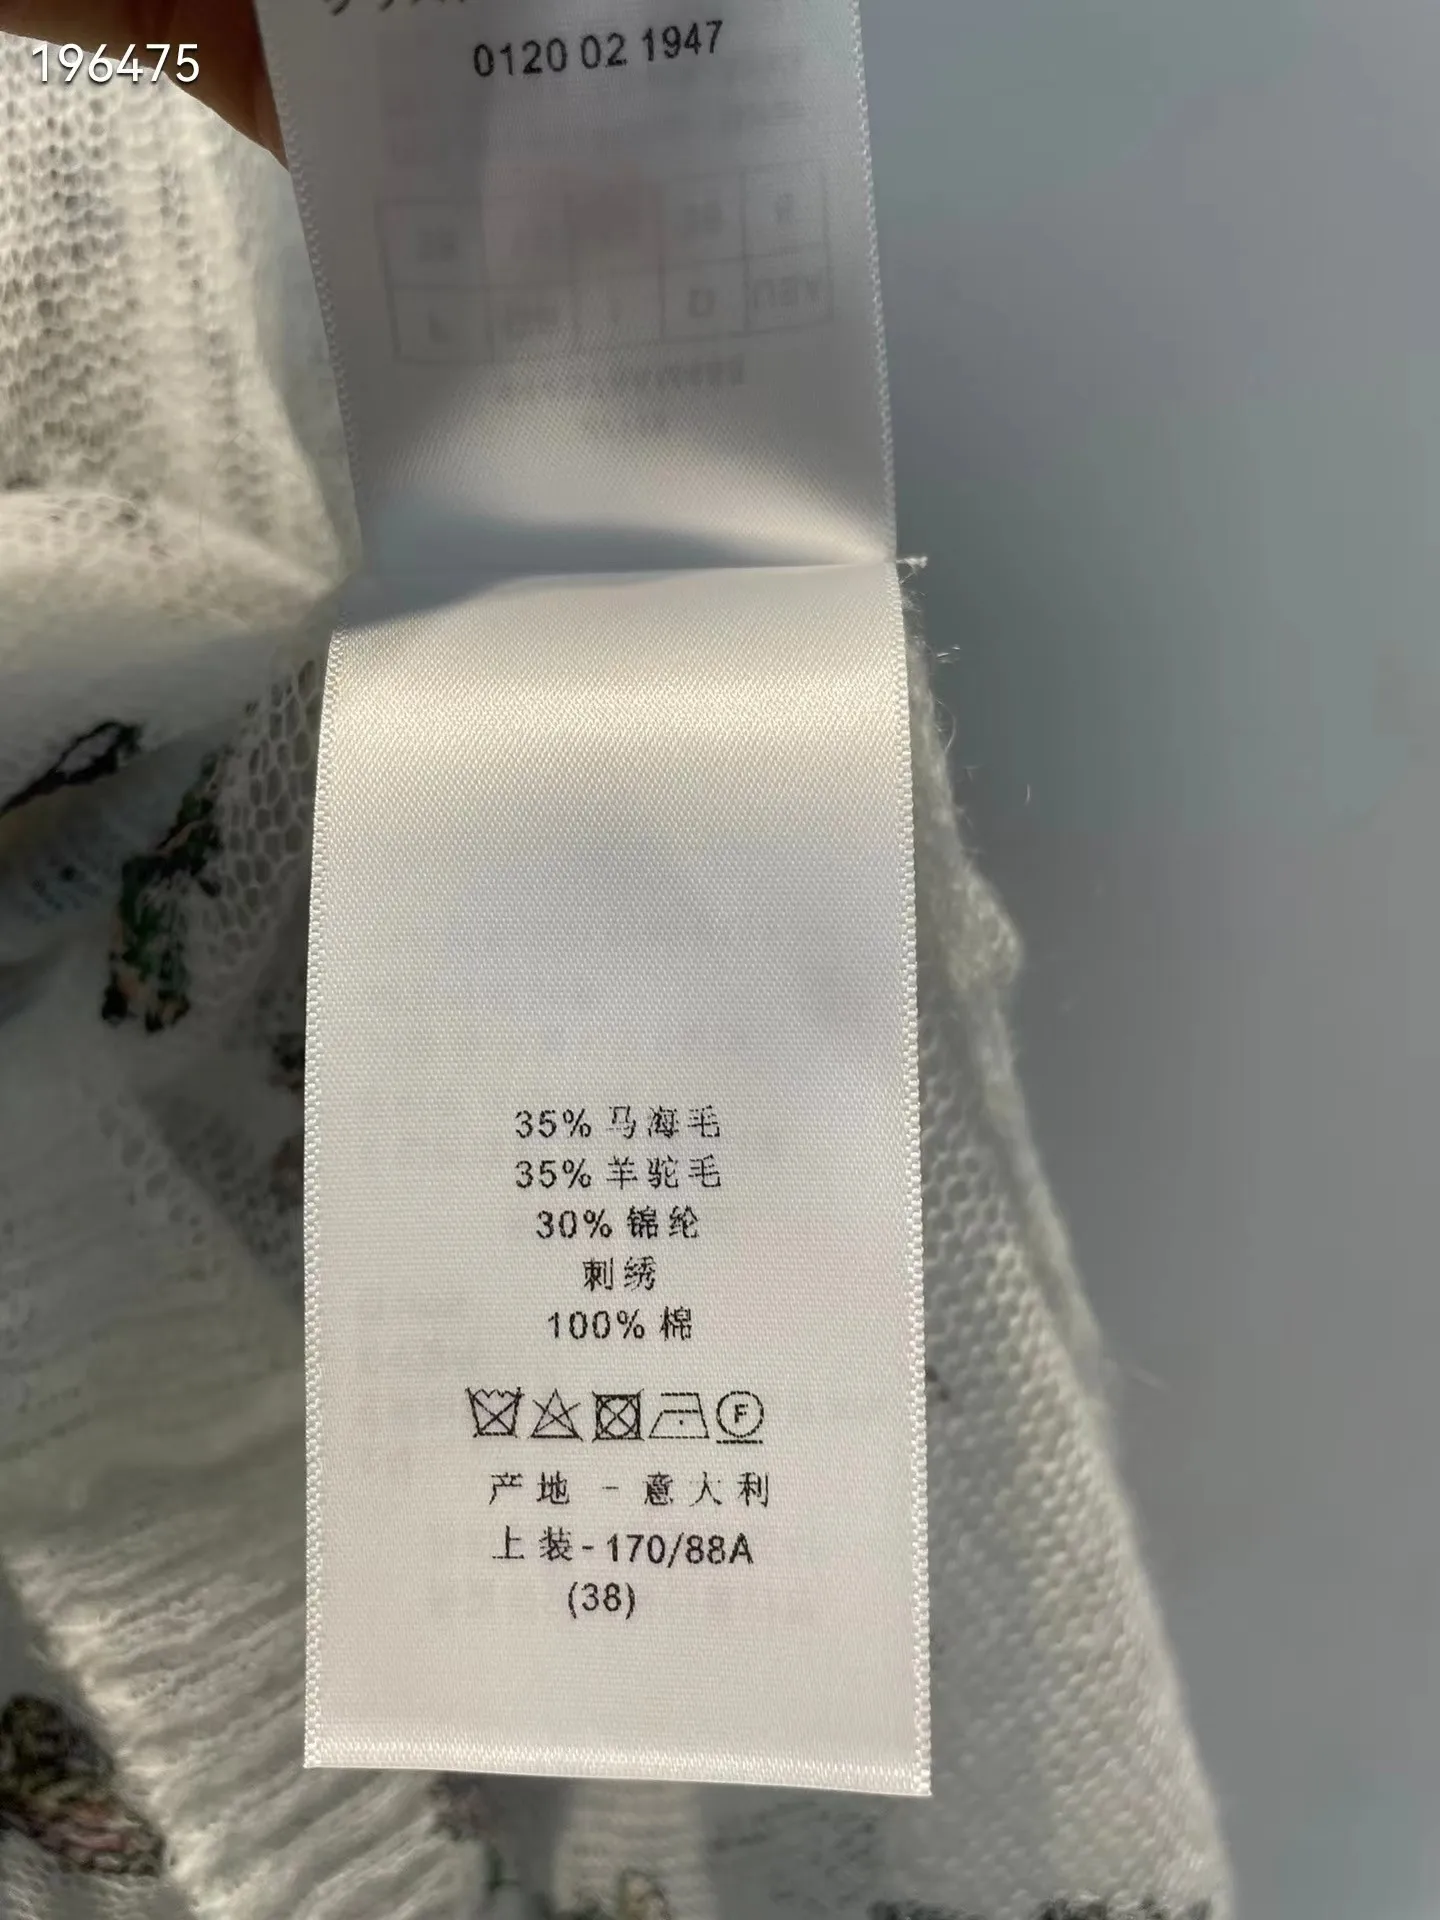 196475
0120 02 1947
35% 马海毛
35% 羊驼毛
30% 锦纶
刺绣
100% 棉
F
产地 - 意大利
上装 - 170/88A
(38)